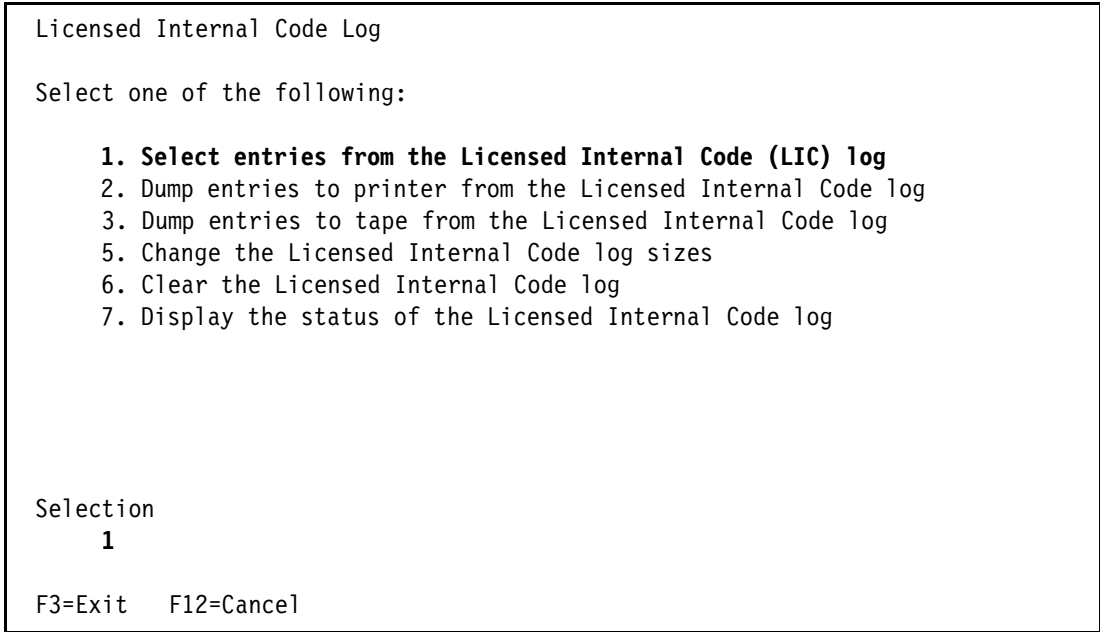 Licensed Internal Code Log
Select one of the following:
1. Select entries from the Licensed Internal Code (LIC) log
2. Dump entries to printer from the Licensed Internal Code log
3. Dump entries to tape from the Licensed Internal Code log
5. Change the Licensed Internal Code log sizes
6. Clear the Licensed Internal Code log
7. Display the status of the Licensed Internal Code log
Selection
1
F3=Exit F12=Cancel